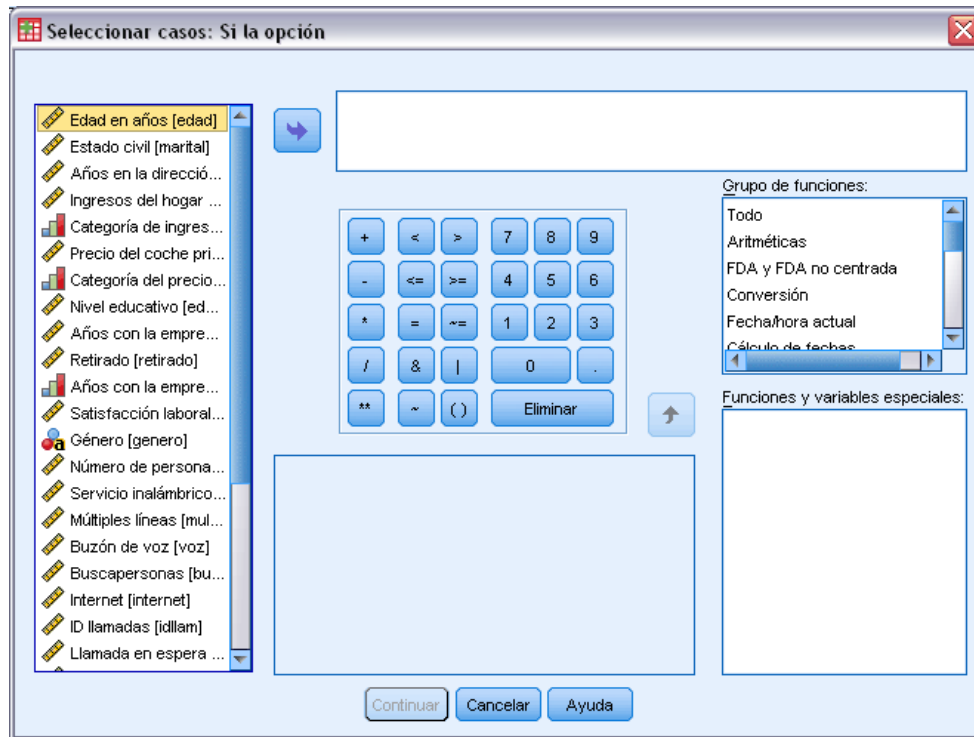 Seleccionar casos: Si la opción
Edad en años [edad]
Estado civil [marital]
Años en la direcció...
Ingresos del hogar ...
Categoría de ingres...
Precio del coche pri...
Categoría del precio...
Nivel educativo [ed...
Años con la empre...
Retirado [retirado]
Años con la empre...
Satisfacción laboral...
Género [genero]
Número de persona...
Servicio inalámbrico...
Múltiples líneas [mul...
Buzón de voz [voz]
Buscapersonas [bu...
Internet [internet]
ID llamadas [idllam]
Llamada en espera ...
+ < > 7 8 9
- <= >= 4 5 6
* = ~= 1 2 3
/ & | 0 .
** ~ ( ) Eliminar
Grupo de funciones:
Todo
Aritméticas
FDA y FDA no centrada
Conversión
Fecha/hora actual
Cálculo de fechas
Funciones y variables especiales:
Continuar Cancelar Ayuda